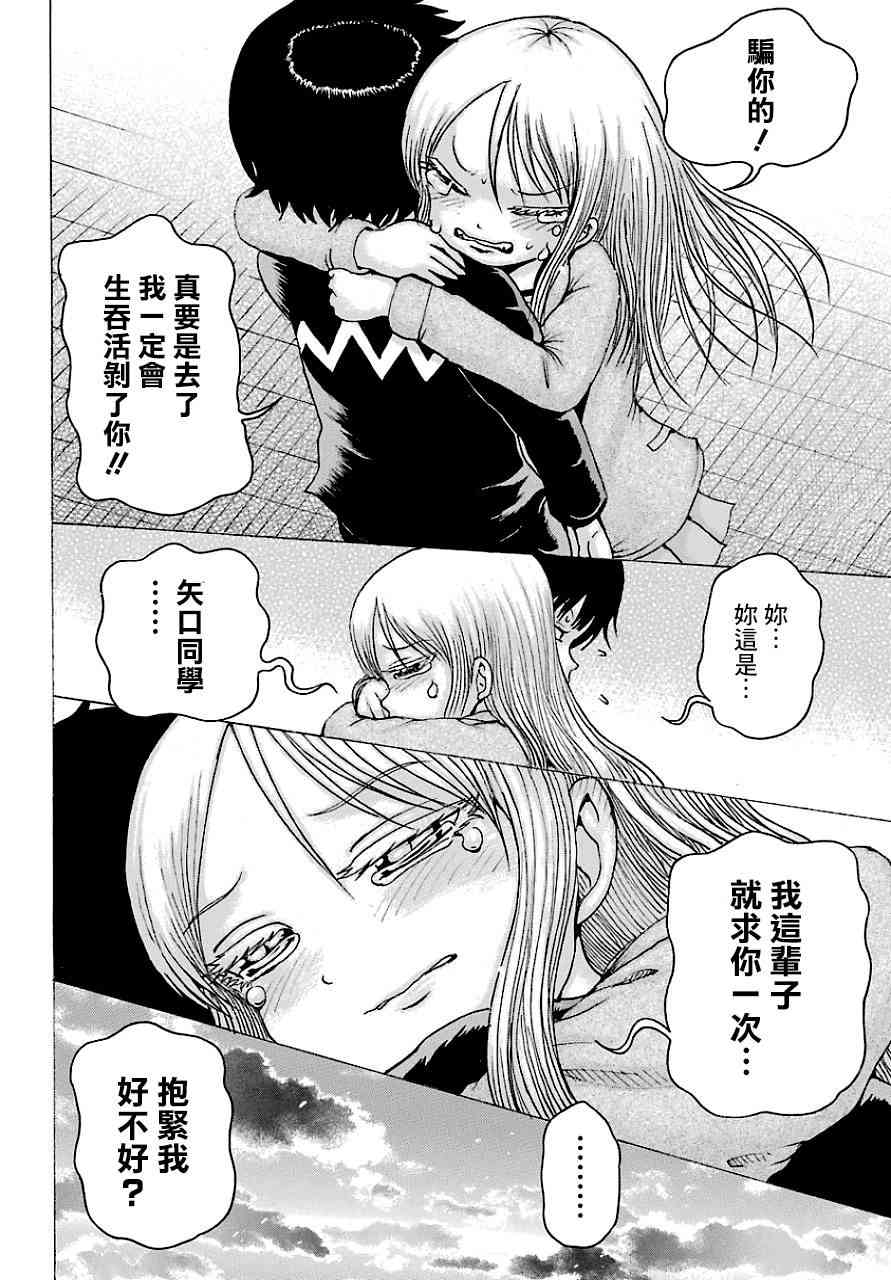 騙你的！
真要是去了
我一定會
生吞活剝了你！！
妳…
妳這是…
矢口同學
……
我這輩子
就求你一次…
………
抱緊我
好不好？